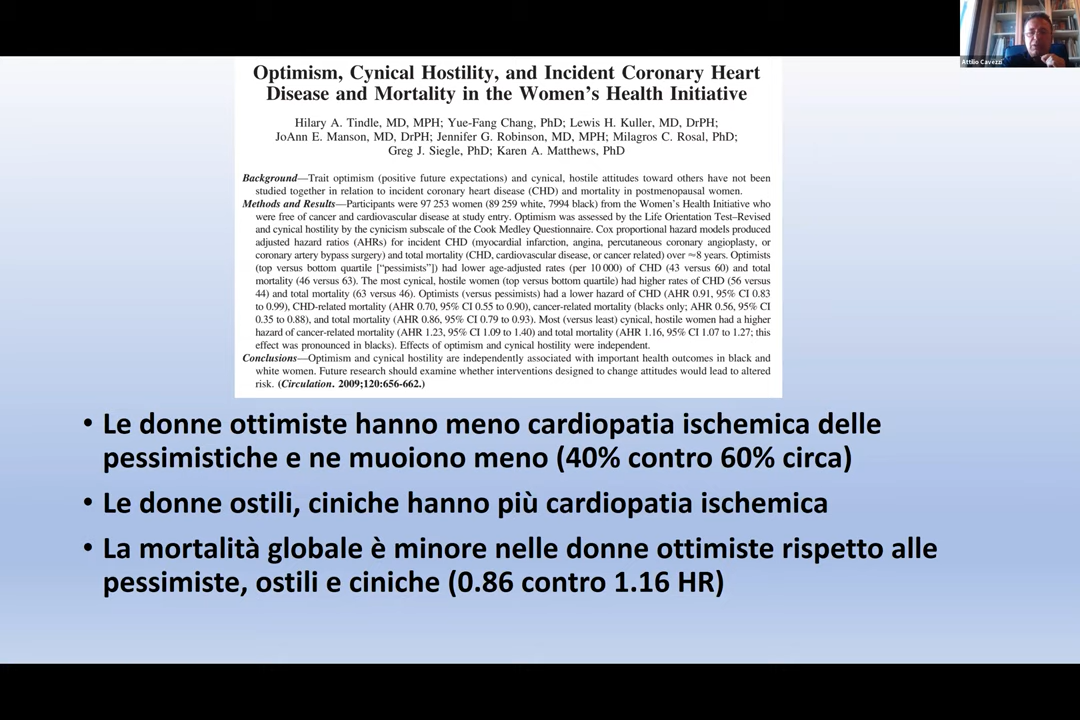 Attilio Cavezzi
Optimism, Cynical Hostility, and Incident Coronary Heart
Disease and Mortality in the Women's Health Initiative
Hilary A. Tindle, MD, MPH; Yue-Fang Chang, PhD; Lewis H. Kuller, MD, DrPH;
JoAnn E. Manson, MD, DrPH; Jennifer G. Robinson, MD, MPH; Milagros C. Rosal, PhD;
Greg J. Siegle, PhD; Karen A. Matthews, PhD
Background—Trait optimism (positive future expectations) and cynical, hostile attitudes toward others have not been
studied together in relation to incident coronary heart disease (CHD) and mortality in postmenopausal women.
Methods and Results—Participants were 97 253 women (89 259 white, 7994 black) from the Women's Health Initiative who
were free of cancer and cardiovascular disease at study entry. Optimism was assessed by the Life Orientation Test–Revised
and cynical hostility by the cynicism subscale of the Cook Medley Questionnaire. Cox proportional hazard models produced
adjusted hazard ratios (AHRs) for incident CHD (myocardial infarction, angina, percutaneous coronary angioplasty, or
coronary artery bypass surgery) and total mortality (CHD, cardiovascular disease, or cancer related) over ≈8 years. Optimists
(top versus bottom quartile ["pessimists"]) had lower age-adjusted rates (per 10 000) of CHD (43 versus 60) and total
mortality (46 versus 63). The most cynical, hostile women (top versus bottom quartile) had higher rates of CHD (56 versus
44) and total mortality (63 versus 46). Optimists (versus pessimists) had a lower hazard of CHD (AHR 0.91, 95% CI 0.83
to 0.99), CHD-related mortality (AHR 0.70, 95% CI 0.55 to 0.90), cancer-related mortality (blacks only; AHR 0.56, 95% CI
0.35 to 0.88), and total mortality (AHR 0.86, 95% CI 0.79 to 0.93). Most (versus least) cynical, hostile women had a higher
hazard of cancer-related mortality (AHR 1.23, 95% CI 1.09 to 1.40) and total mortality (AHR 1.16, 95% CI 1.07 to 1.27; this
effect was pronounced in blacks). Effects of optimism and cynical hostility were independent.
Conclusions—Optimism and cynical hostility are independently associated with important health outcomes in black and
white women. Future research should examine whether interventions designed to change attitudes would lead to altered
risk. (Circulation. 2009;120:656-662.)
• Le donne ottimiste hanno meno cardiopatia ischemica delle
pessimistiche e ne muoiono meno (40% contro 60% circa)
• Le donne ostili, ciniche hanno più cardiopatia ischemica
• La mortalità globale è minore nelle donne ottimiste rispetto alle
pessimiste, ostili e ciniche (0.86 contro 1.16 HR)